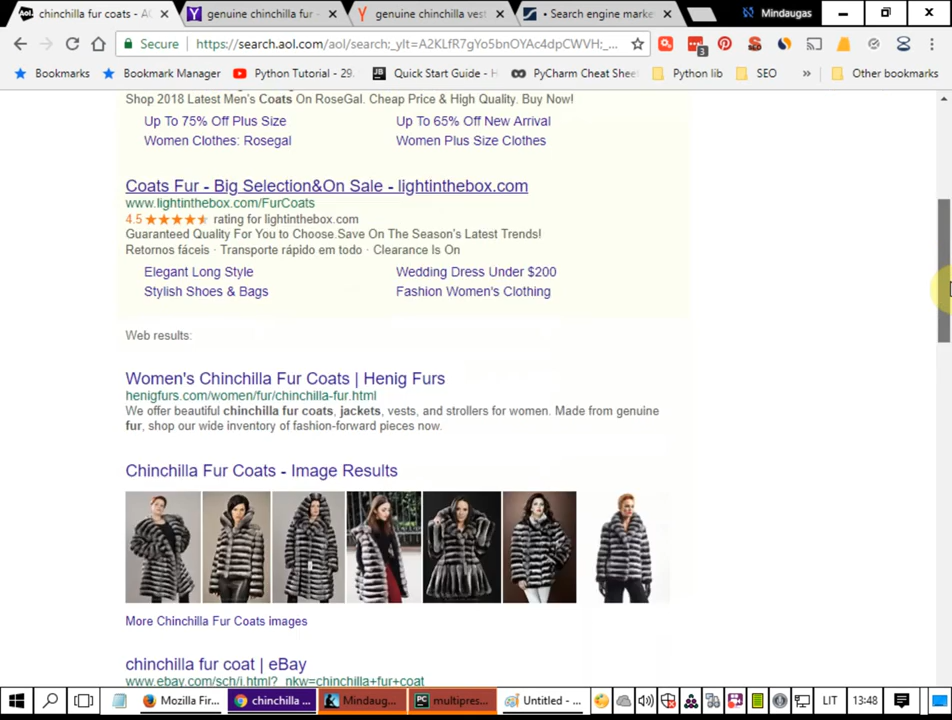 chinchilla fur coats - AO
genuine chinchilla fur -
genuine chinchilla vest
• Search engine marke
Mindaugas
Secure
https://search.aol.com/aol/search;_ylt=A2KLfR7gYo5bnOYAc4dpCWVH;_...
3
Bookmarks
Bookmark Manager
Python Tutorial - 29.
Quick Start Guide - H
PyCharm Cheat Shee
Python lib
SEO
»
Other bookmarks
Shop 2018 Latest Men's Coats On RoseGal. Cheap Price & High Quality. Buy Now!
Up To 75% Off Plus Size
Up To 65% Off New Arrival
Women Clothes: Rosegal
Women Plus Size Clothes
Coats Fur - Big Selection&On Sale - lightinthebox.com
www.lightinthebox.com/FurCoats
4.5 ★★★★★ rating for lightinthebox.com
Guaranteed Quality For You to Choose.Save On The Season's Latest Trends!
Retornos fáceis · Transporte rápido em todo · Clearance Is On
Elegant Long Style
Wedding Dress Under $200
Stylish Shoes & Bags
Fashion Women's Clothing
Web results:
Women's Chinchilla Fur Coats | Henig Furs
henigfurs.com/women/fur/chinchilla-fur.html
We offer beautiful chinchilla fur coats, jackets, vests, and strollers for women. Made from genuine
fur, shop our wide inventory of fashion-forward pieces now.
Chinchilla Fur Coats - Image Results
More Chinchilla Fur Coats images
chinchilla fur coat | eBay
www.ebay.com/sch/i.html?_nkw=chinchilla+fur+coat
Mozilla Fir...
chinchilla ...
Mindaug...
multipres...
Untitled - ...
LIT
13:48